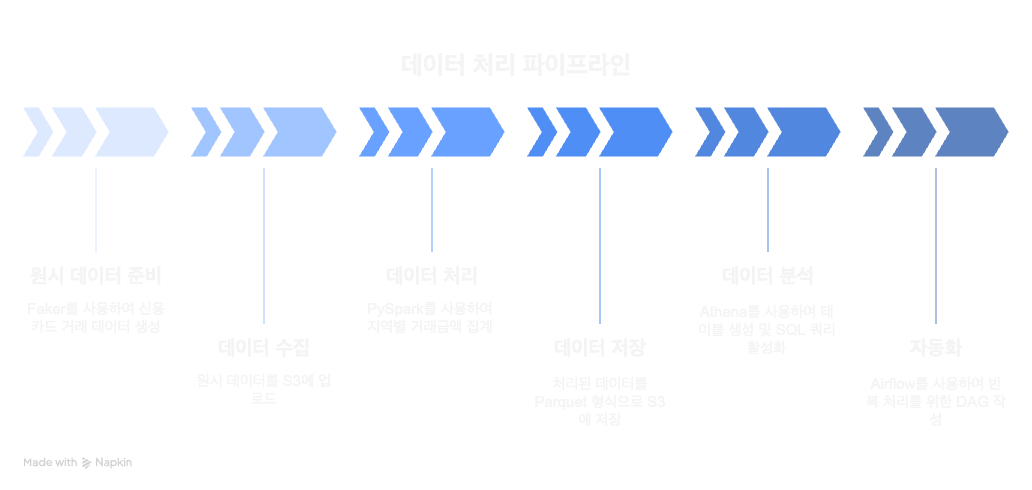 데이터 처리 파이프라인
원시 데이터 준비
Faker를 사용하여 신용
카드 거래 데이터 생성
데이터 수집
원시 데이터를 S3에 업
로드
데이터 처리
PySpark를 사용하여
지역별 거래금액 집계
데이터 저장
처리된 데이터를
Parquet 형식으로 S3
에 저장
데이터 분석
Athena를 사용하여 테
이블 생성 및 SQL 쿼리
활성화
자동화
Airflow를 사용하여 반
복 처리를 위한 DAG 작
성
Made with Napkin